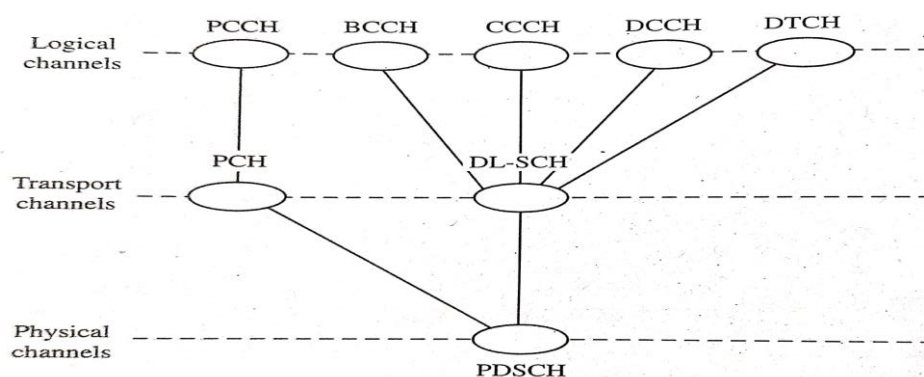 PCCH BCCH CCCH DCCH DTCH
Logical
channels
PCH DL-SCH
Transport
channels
Physical
channels
PDSCH